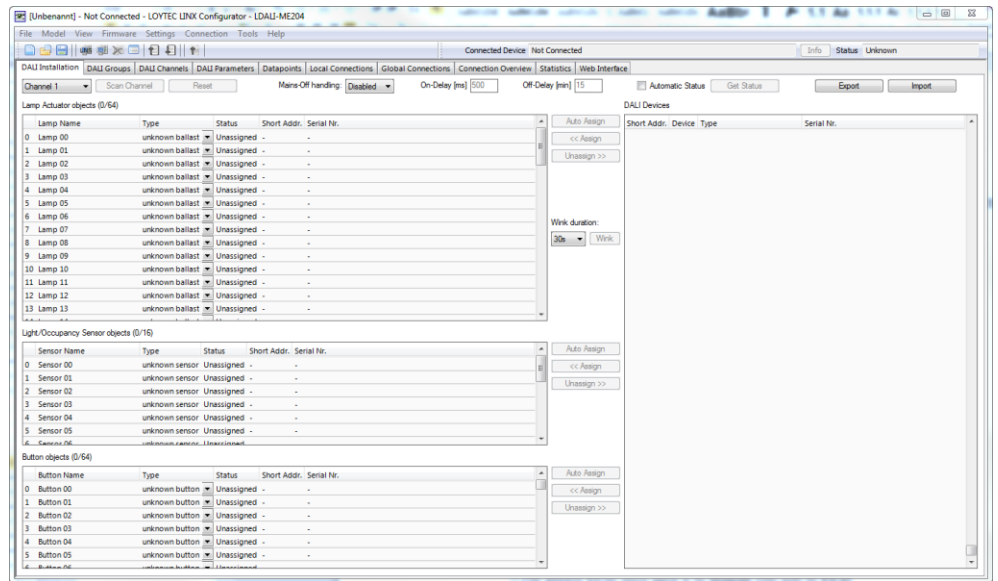 [Unbenannt] - Not Connected - LOYTEC LINX Configurator - LDALI-ME204
File Model View Firmware Settings Connection Tools Help
Connected Device Not Connected Info Status Unknown
DALI Installation DALI Groups DALI Channels DALI Parameters Datapoints Local Connections Global Connections Connection Overview Statistics Web Interface
Channel 1 Scan Channel Reset Mains-Off handling: Disabled On-Delay [ms] 500 Off-Delay [min] 15 Automatic Status Get Status Export Import
Lamp Actuator objects (0/64) DALI Devices
Lamp Name Type Status Short Addr. Serial Nr. Auto Assign Short Addr. Device Type Serial Nr.
0 Lamp 00 unknown ballast Unassigned - - << Assign
1 Lamp 01 unknown ballast Unassigned - -
2 Lamp 02 unknown ballast Unassigned - - Unassign >>
3 Lamp 03 unknown ballast Unassigned - -
4 Lamp 04 unknown ballast Unassigned - -
5 Lamp 05 unknown ballast Unassigned - -
6 Lamp 06 unknown ballast Unassigned - -
7 Lamp 07 unknown ballast Unassigned - - Wink duration:
8 Lamp 08 unknown ballast Unassigned - - 30s Wink
9 Lamp 09 unknown ballast Unassigned - -
10 Lamp 10 unknown ballast Unassigned - -
11 Lamp 11 unknown ballast Unassigned - -
12 Lamp 12 unknown ballast Unassigned - -
13 Lamp 13 unknown ballast Unassigned - -
Light/Occupancy Sensor objects (0/16)
Sensor Name Type Status Short Addr. Serial Nr. Auto Assign
0 Sensor 00 unknown sensor Unassigned - - << Assign
1 Sensor 01 unknown sensor Unassigned - -
2 Sensor 02 unknown sensor Unassigned - - Unassign >>
3 Sensor 03 unknown sensor Unassigned - -
4 Sensor 04 unknown sensor Unassigned - -
5 Sensor 05 unknown sensor Unassigned - -
6 Sensor 06 unknown sensor Unassigned
Button objects (0/64)
Button Name Type Status Short Addr. Serial Nr. Auto Assign
0 Button 00 unknown button Unassigned - - << Assign
1 Button 01 unknown button Unassigned - -
2 Button 02 unknown button Unassigned - - Unassign >>
3 Button 03 unknown button Unassigned - -
4 Button 04 unknown button Unassigned - -
5 Button 05 unknown button Unassigned - -
6 Button 06 unknown button Unassigned